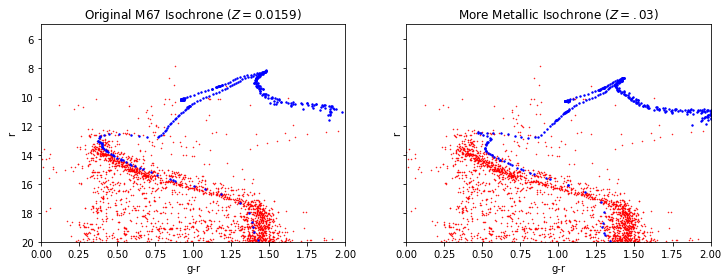 Original M67 Isochrone (Z = 0.0159)
More Metallic Isochrone (Z = .03)
6
8
10
12
14
16
18
20
r
r
0.00 0.25 0.50 0.75 1.00 1.25 1.50 1.75 2.00
0.00 0.25 0.50 0.75 1.00 1.25 1.50 1.75 2.00
g-r
g-r